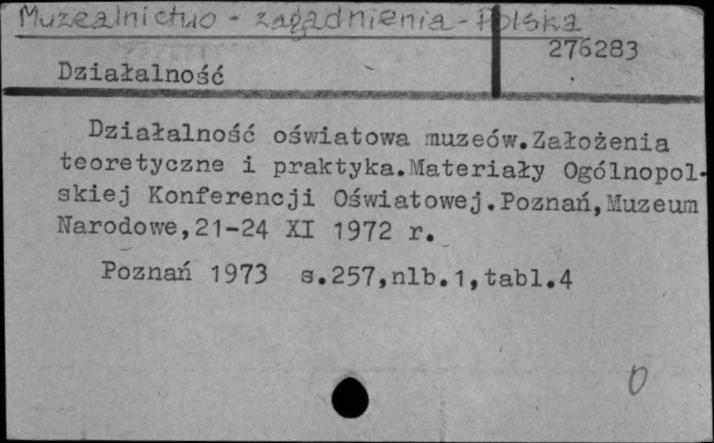 Muzealnictwo - zagadnienia - Polska
276283
Działalność
Działalność oświatowa muzeów.Założenia
teoretyczne i praktyka.Materiały Ogólnopol-
skiej Konferencji Oświatowej.Poznań,Muzeum
Narodowe,21-24 XI 1972 r.
Poznań 1973 s.257,nlb.1,tabl.4
0